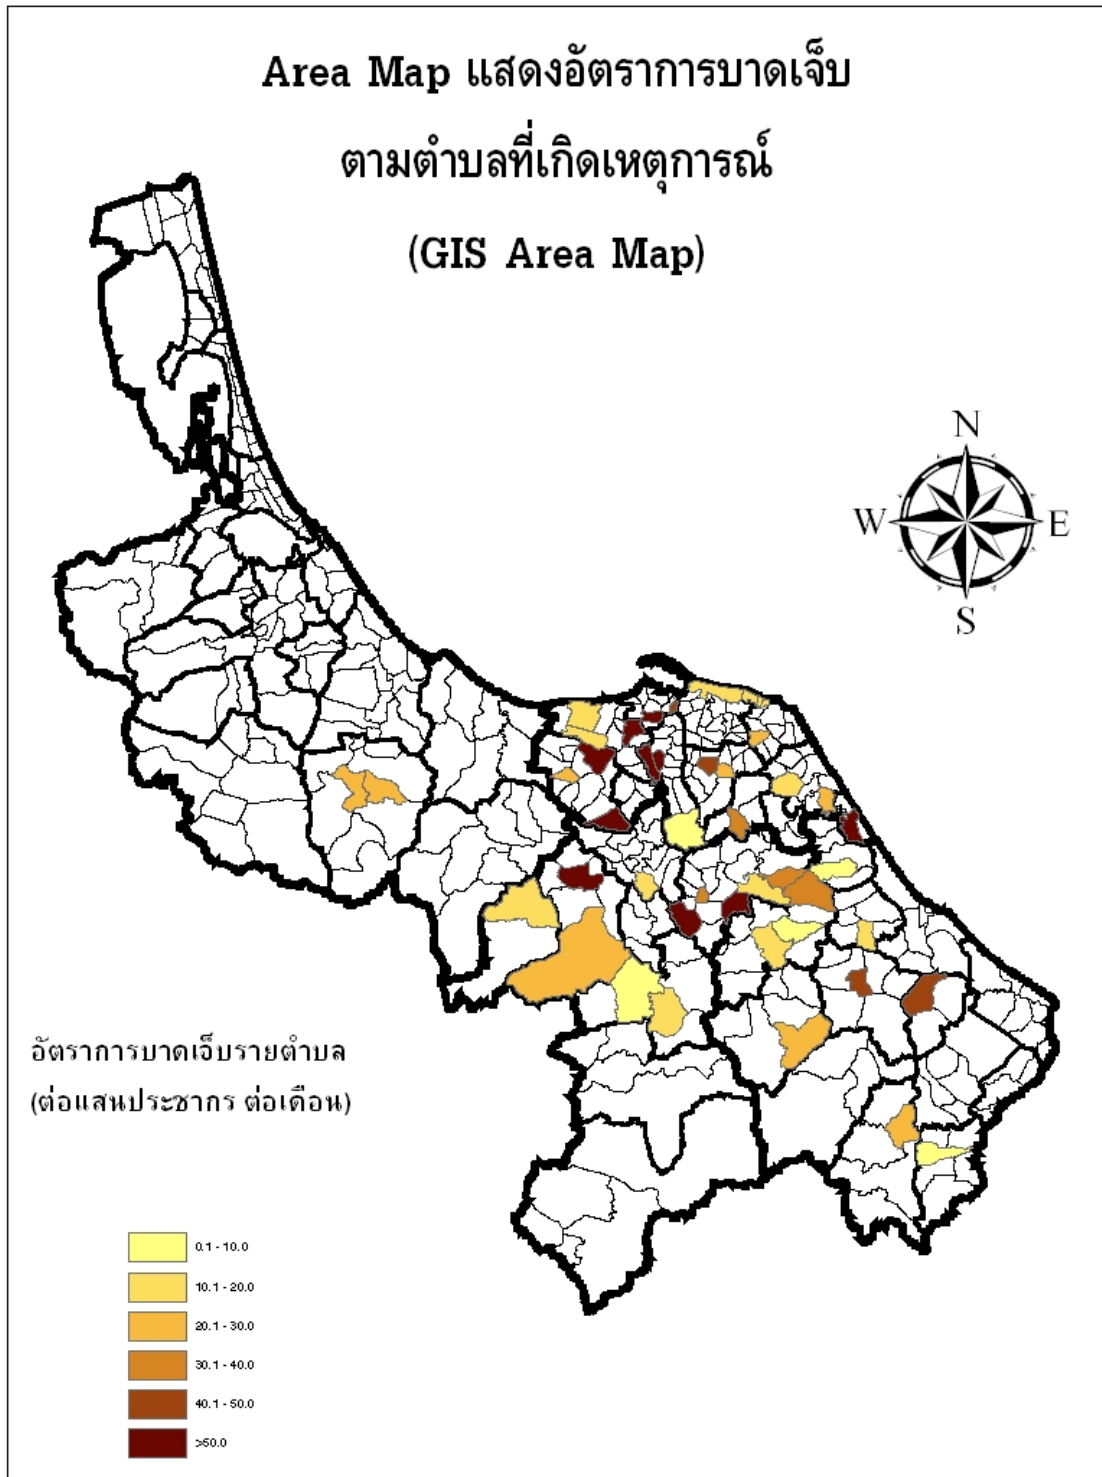 Area Map แสดงอัตราการบาดเจ็บ
ตามตำบลที่เกิดเหตุการณ์
(GIS Area Map)
N
W
E
S
อัตราการบาดเจ็บรายตำบล
(ต่อแสนประชากร ต่อเดือน)
0.1 - 10.0
10.1 - 20.0
20.1 - 30.0
30.1 - 40.0
40.1 - 50.0
>50.0